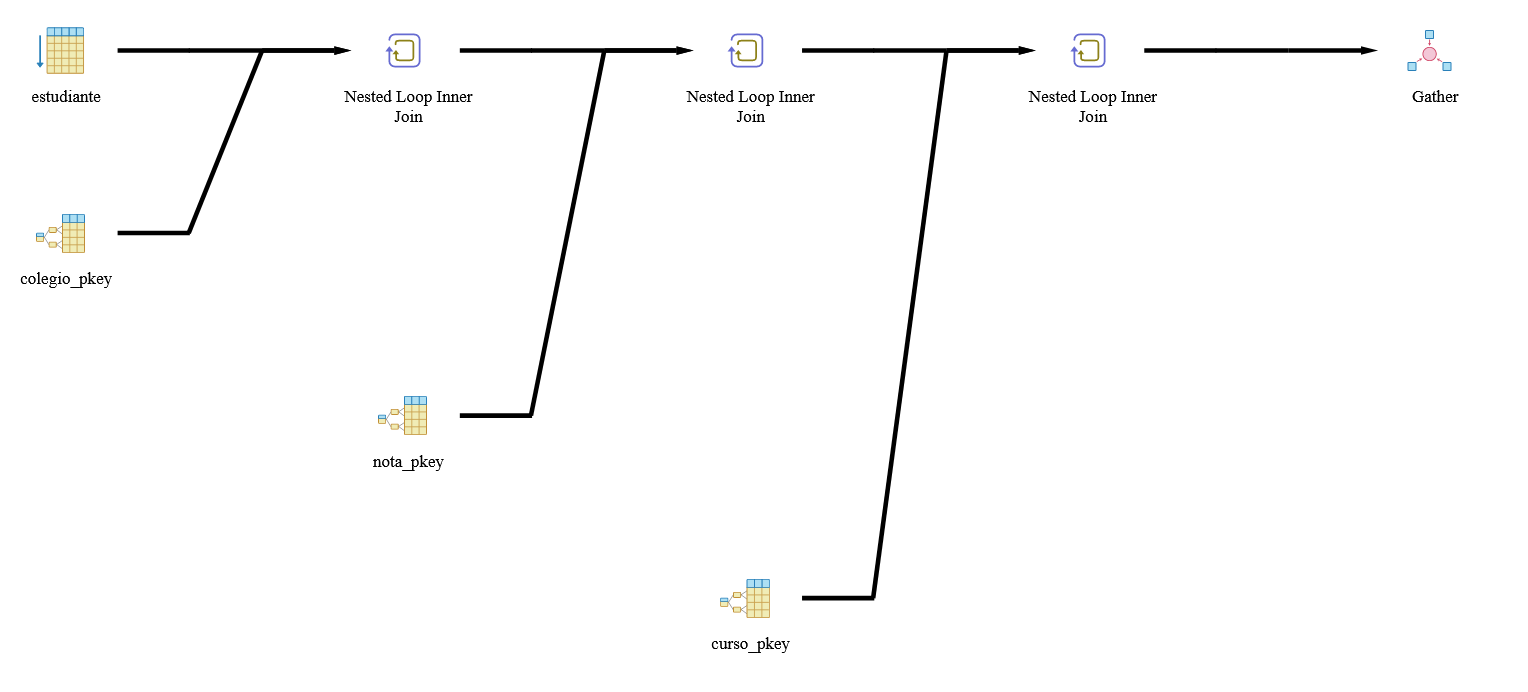 estudiante
Nested Loop Inner
Join
Nested Loop Inner
Join
Nested Loop Inner
Join
Gather
colegio_pkey
nota_pkey
curso_pkey